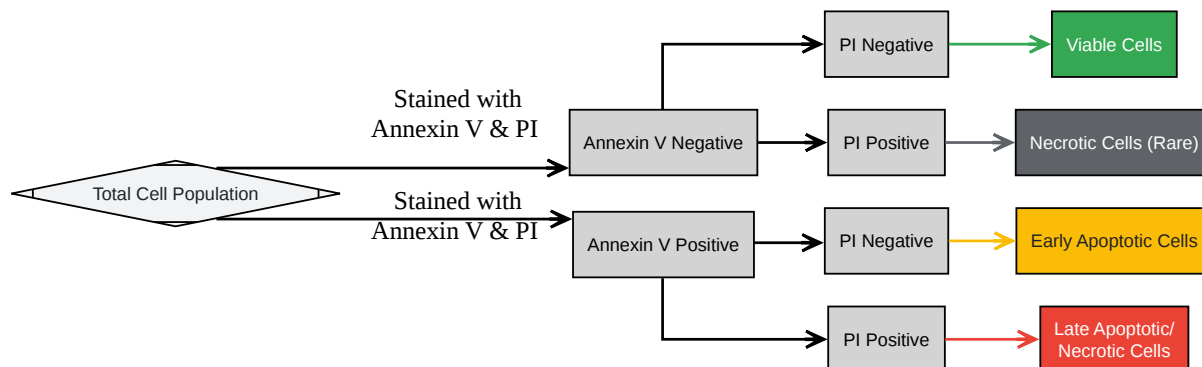 PI Negative
Viable Cells
Stained with
Annexin V & PI
Annexin V Negative
PI Positive
Necrotic Cells (Rare)
Total Cell Population
Stained with
Annexin V & PI
Annexin V Positive
PI Negative
Early Apoptotic Cells
PI Positive
Late Apoptotic/
Necrotic Cells